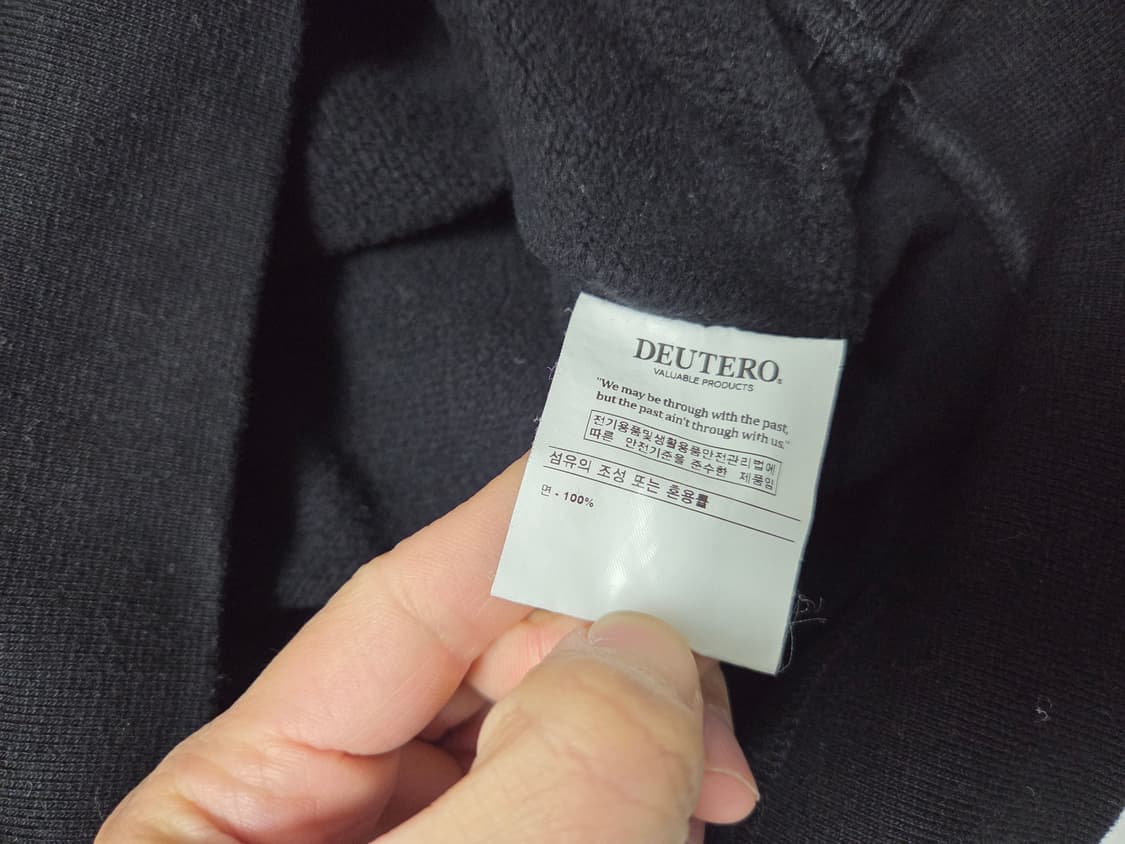 DEUTERO®
VALUABLE PRODUCTS
"We may be through with the past,
but the past ain't through with us."
전기용품및생활용품안전관리법에
따른 안전기준을 준수한 제품임
섬유의 조성 또는 혼용률
면 - 100%